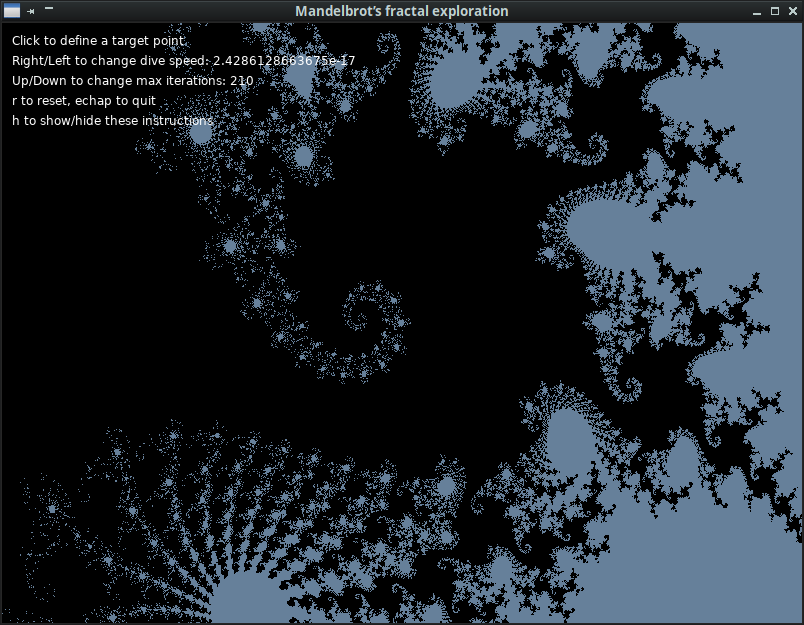 Mandelbrot's fractal exploration
Click to define a target point
Right/Left to change dive speed: 2.4286128663675e-17
Up/Down to change max iterations: 210
r to reset, echap to quit
h to show/hide these instructions